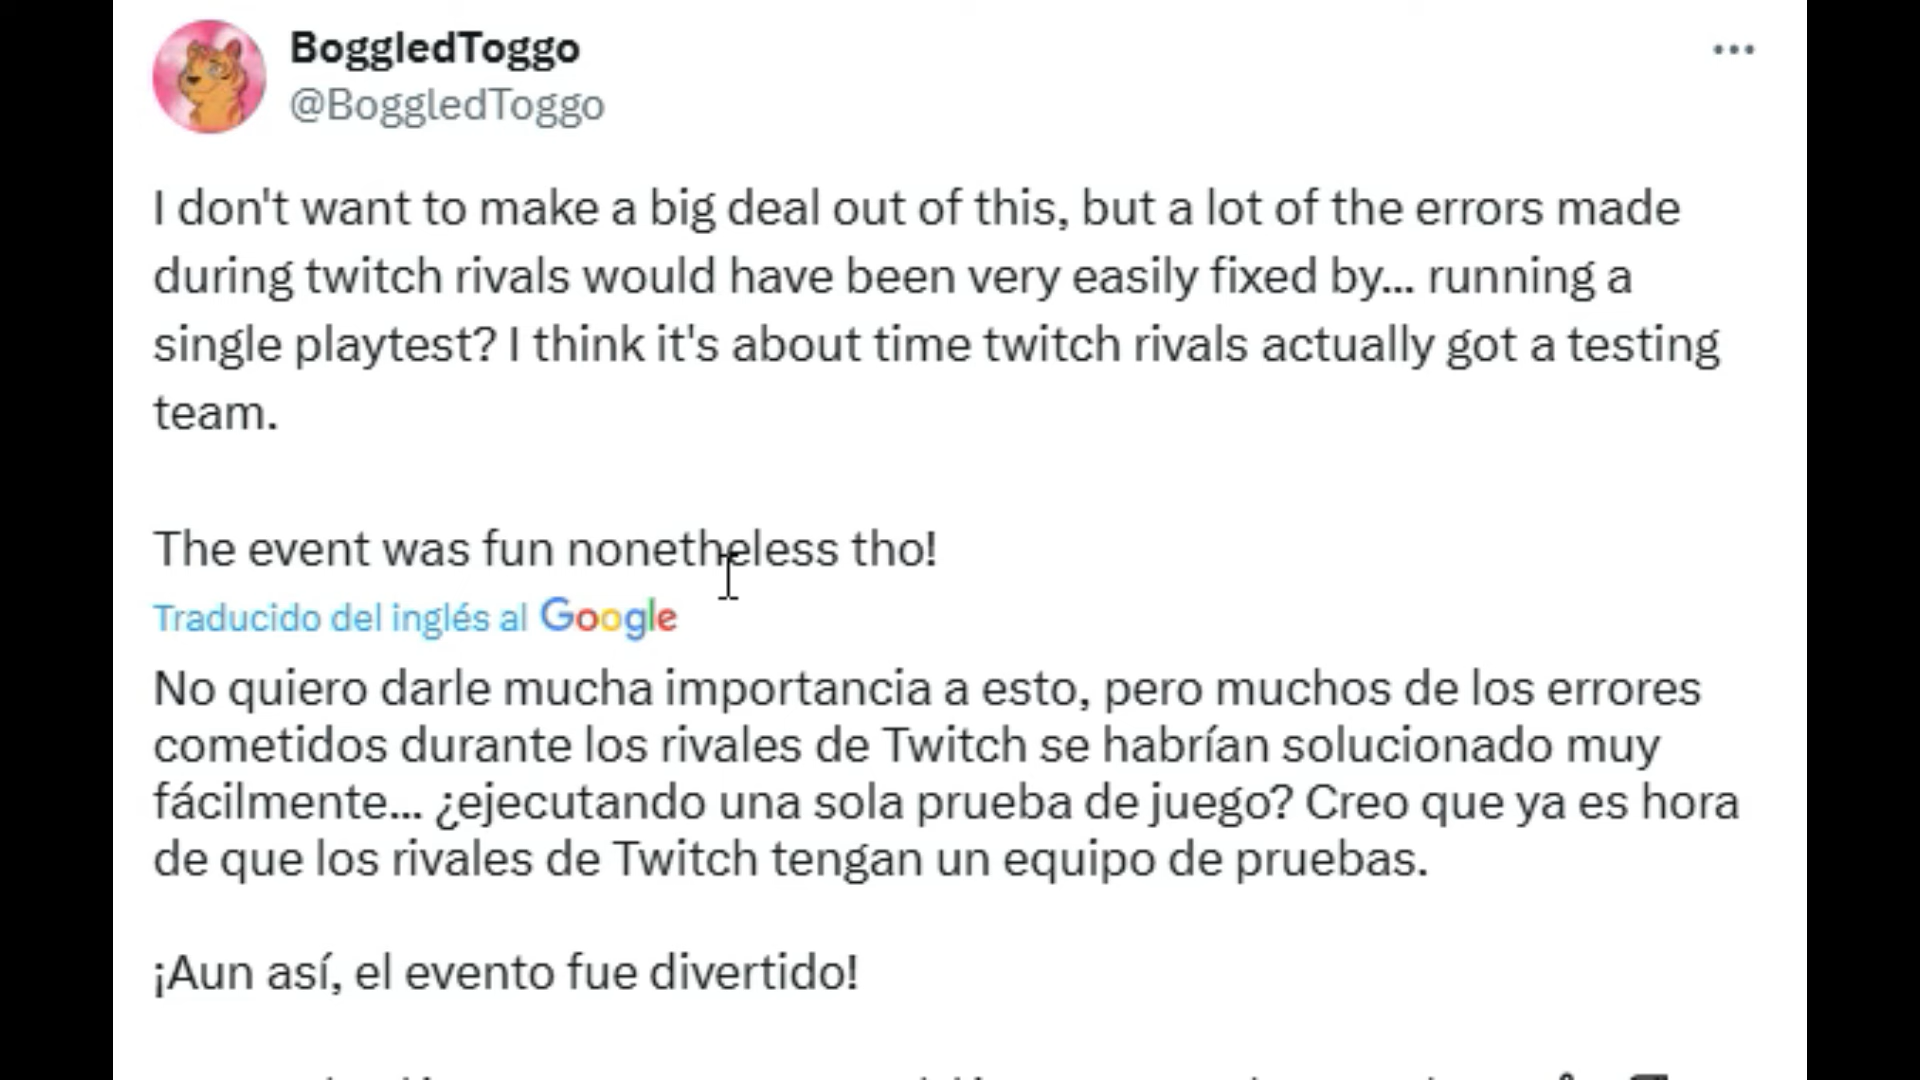 BoggledToggo
@BoggledToggo
I don't want to make a big deal out of this, but a lot of the errors made
during twitch rivals would have been very easily fixed by... running a
single playtest? I think it's about time twitch rivals actually got a testing
team.
The event was fun nonetheless tho!
Traducido del inglés al Google
No quiero darle mucha importancia a esto, pero muchos de los errores
cometidos durante los rivales de Twitch se habrían solucionado muy
fácilmente... ¿ejecutando una sola prueba de juego? Creo que ya es hora
de que los rivales de Twitch tengan un equipo de pruebas.
¡Aun así, el evento fue divertido!